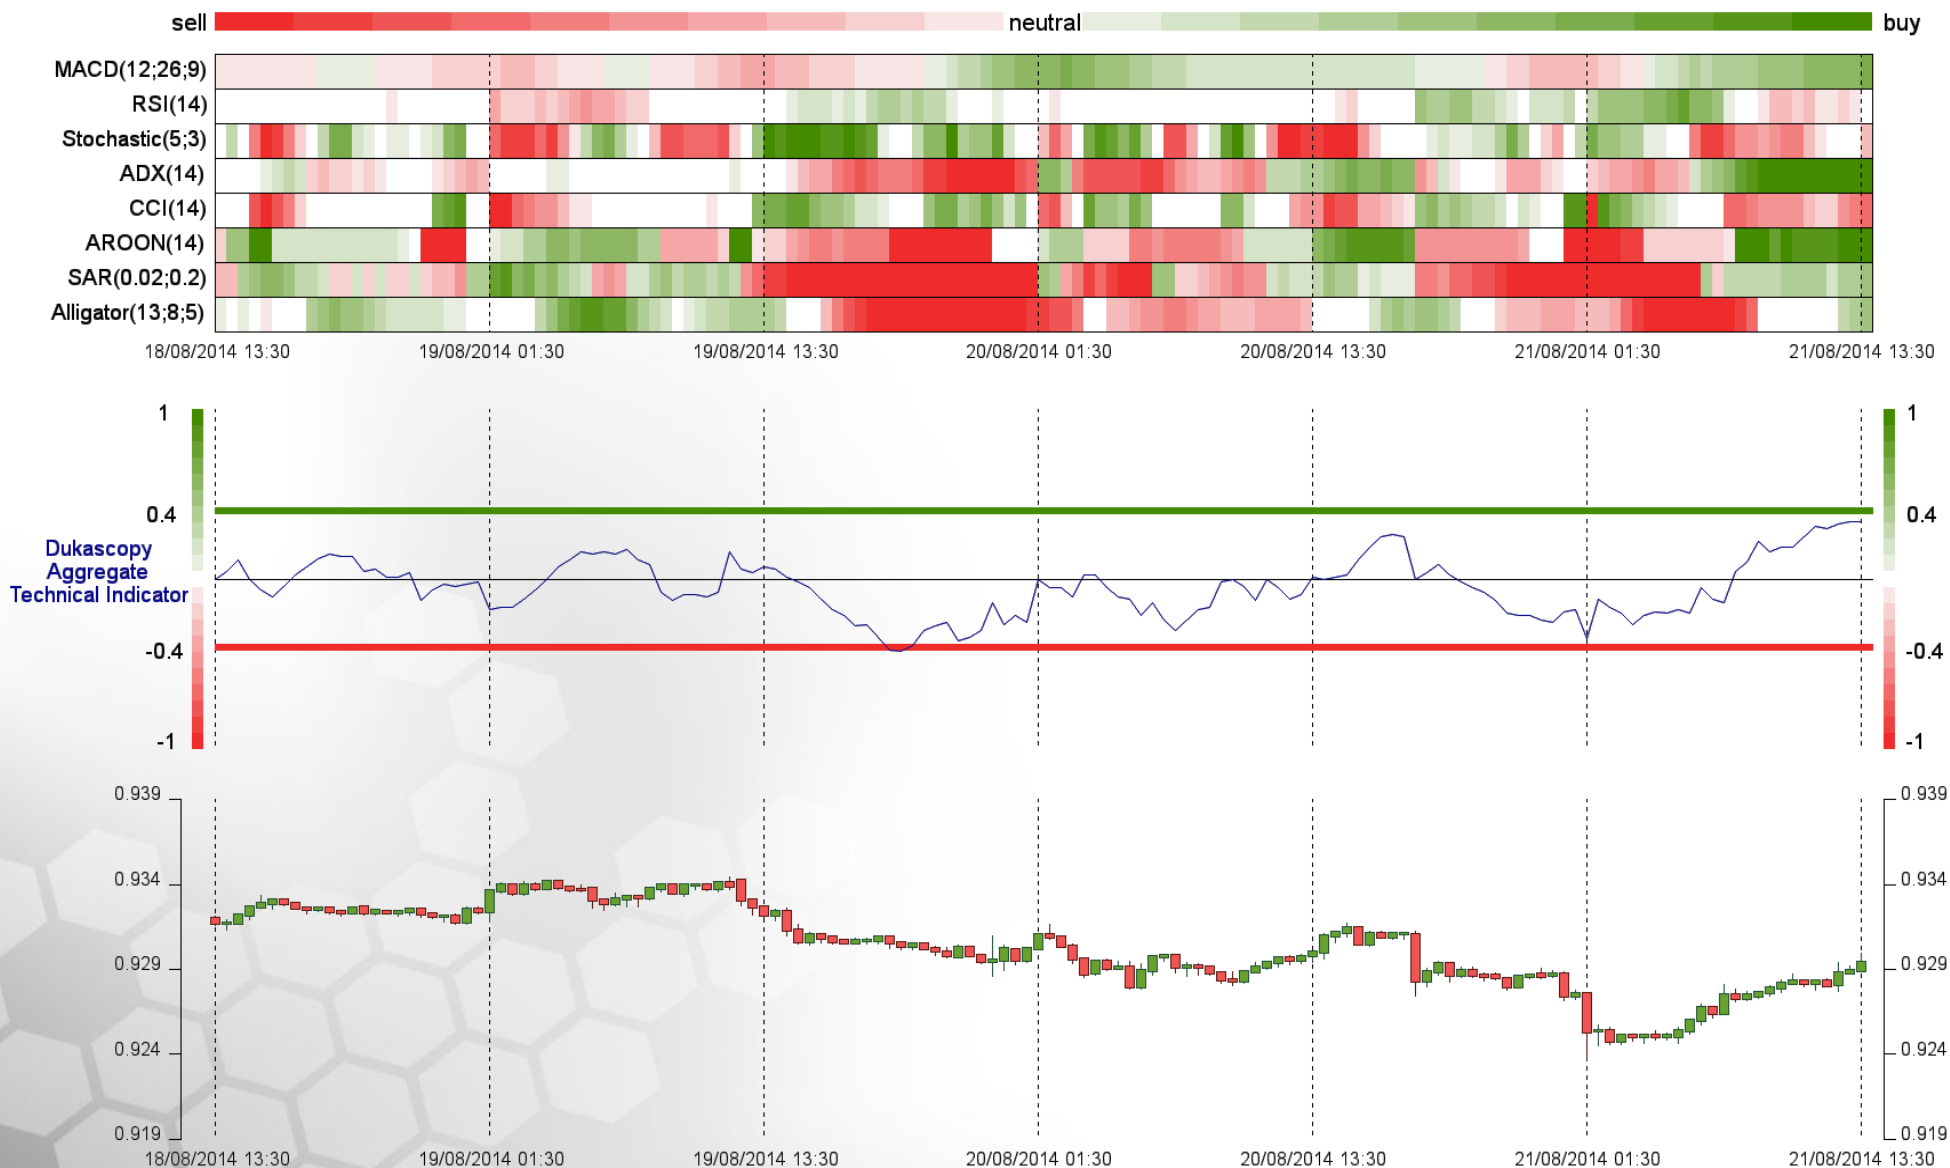 sell neutral buy
MACD(12;26;9)
RSI(14)
Stochastic(5;3)
ADX(14)
CCI(14)
AROON(14)
SAR(0.02;0.2)
Alligator(13;8;5)
18/08/2014 13:30 19/08/2014 01:30 19/08/2014 13:30 20/08/2014 01:30 20/08/2014 13:30 21/08/2014 01:30 21/08/2014 13:30
1 1
0.4 0.4
Dukascopy
Aggregate
Technical Indicator
-0.4 -0.4
-1 -1
0.939 0.939
0.934 0.934
0.929 0.929
0.924 0.924
0.919 0.919
18/08/2014 13:30 19/08/2014 01:30 19/08/2014 13:30 20/08/2014 01:30 20/08/2014 13:30 21/08/2014 01:30 21/08/2014 13:30